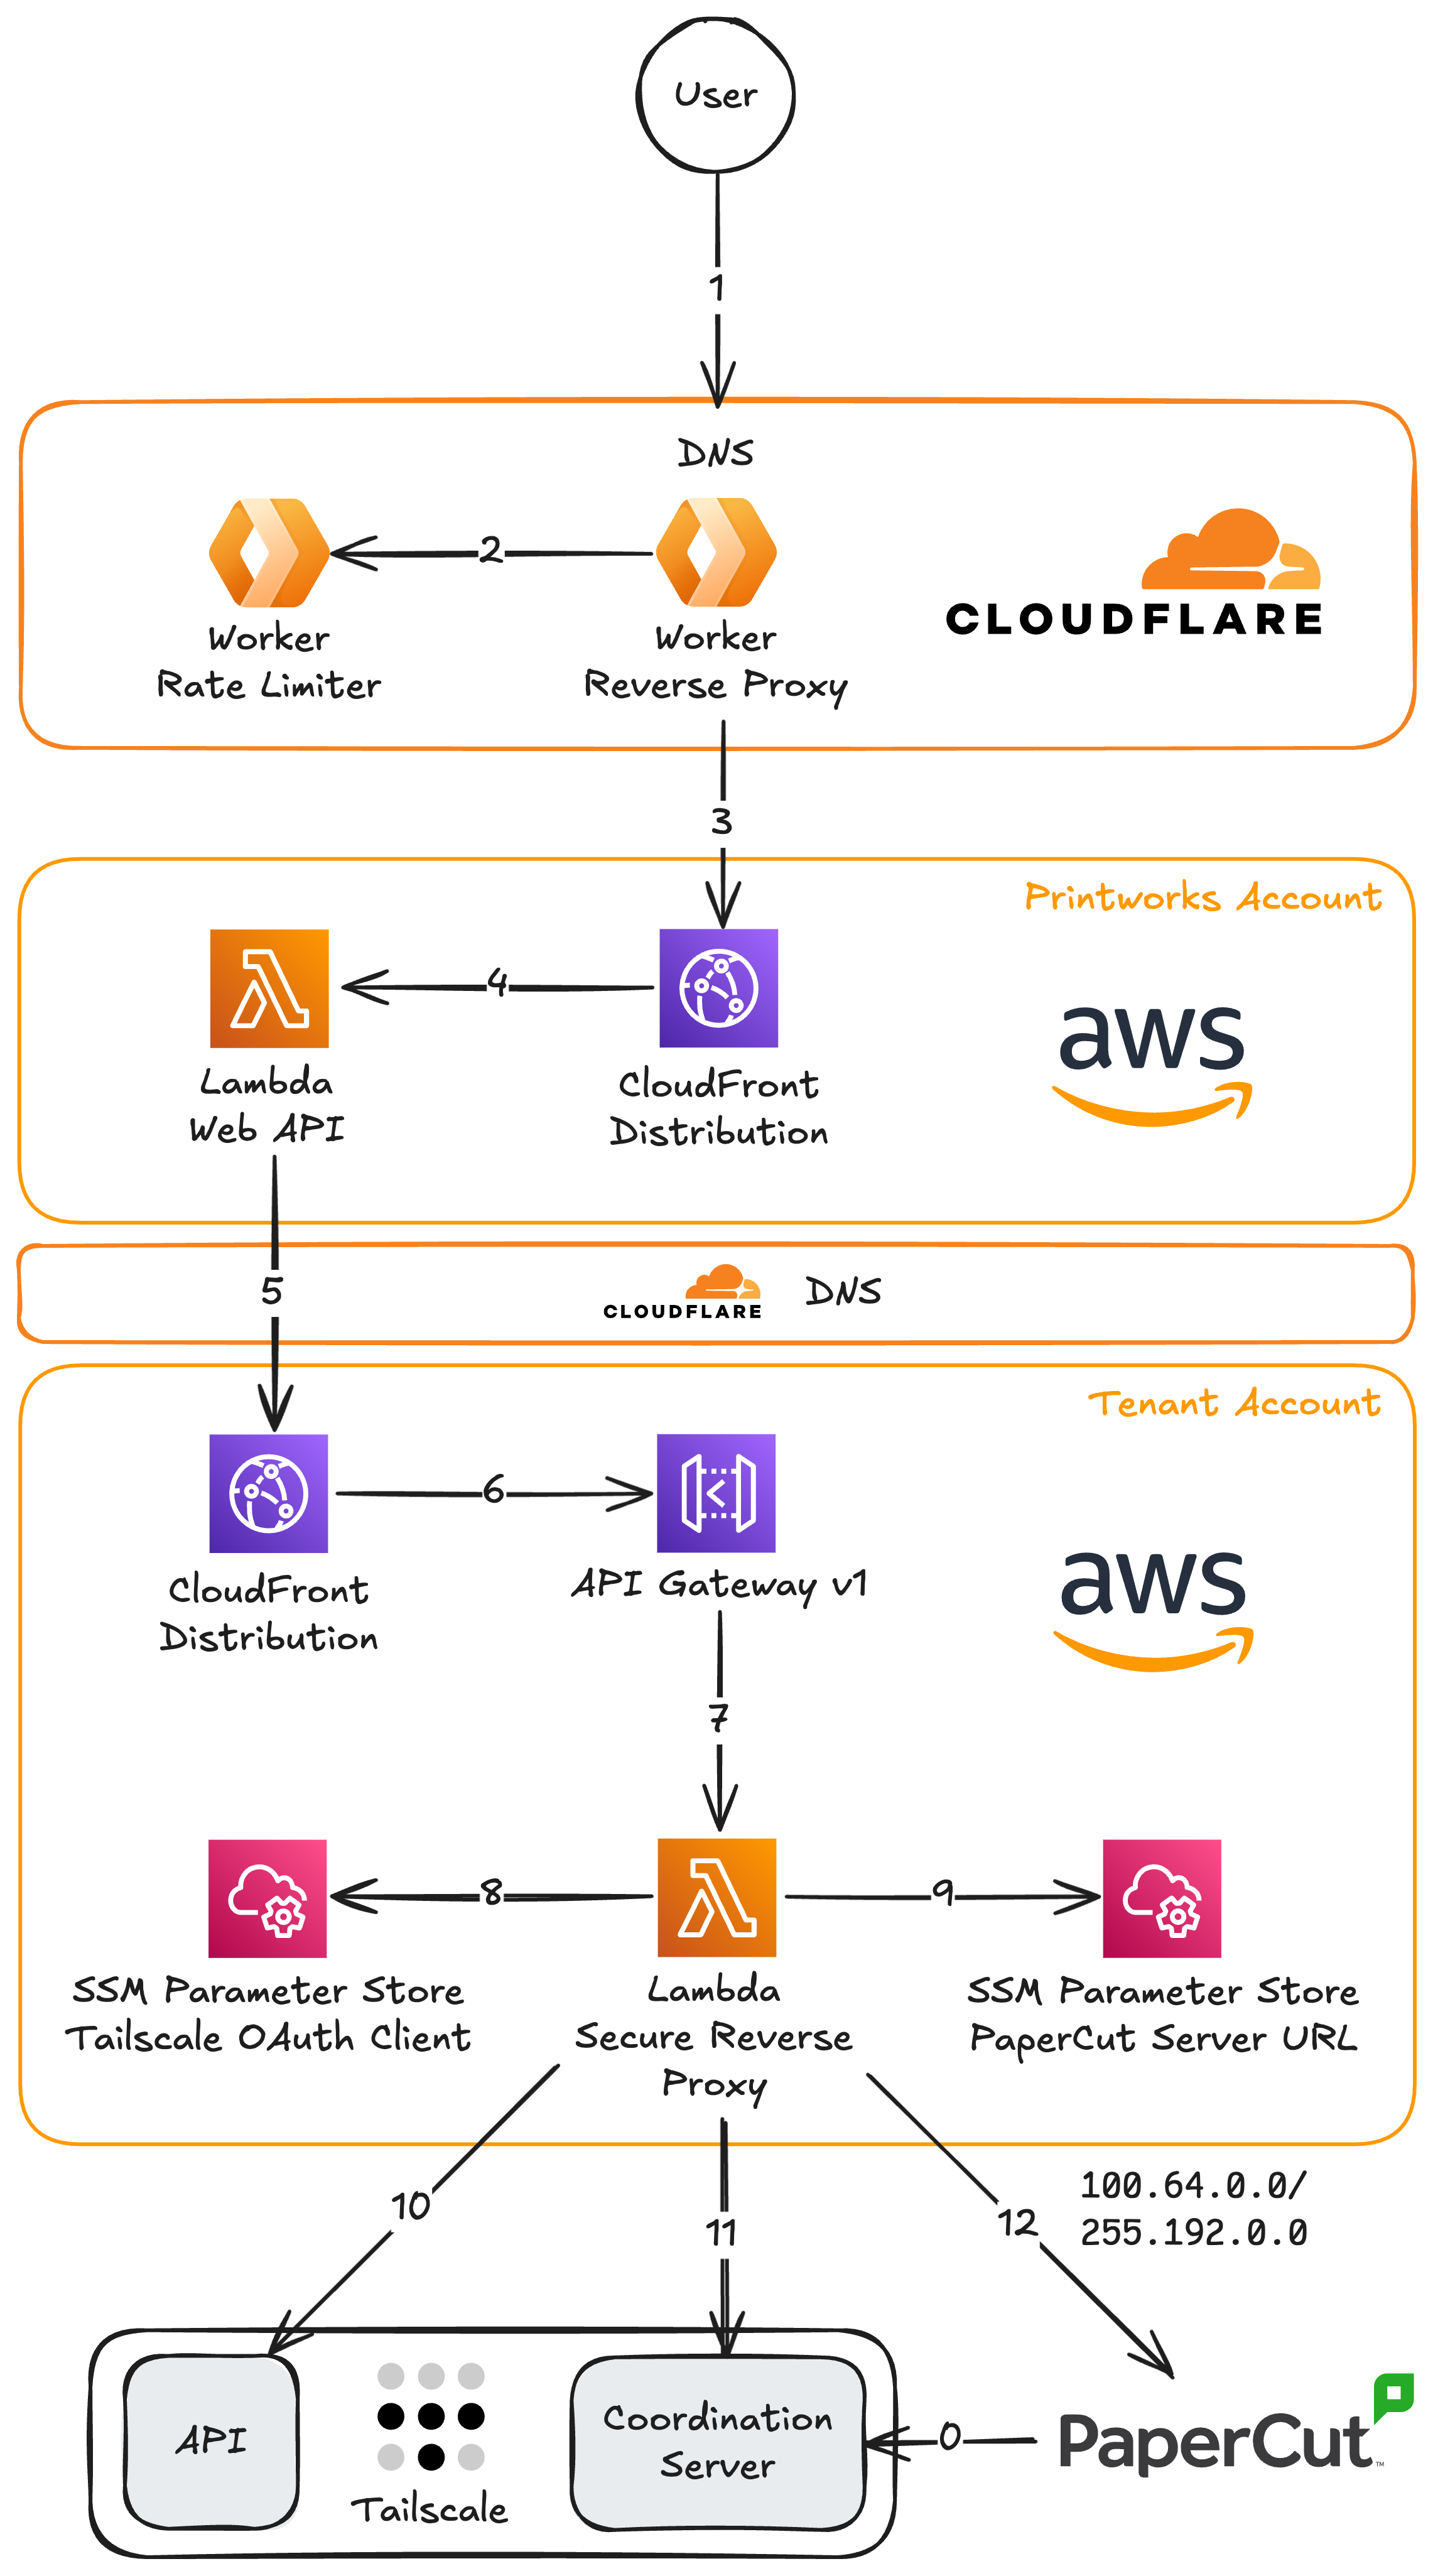 User
1
DNS
2
Worker
Rate Limiter
Worker
Reverse Proxy
CLOUDFLARE
3
Printworks Account
4
Lambda
Web API
CloudFront
Distribution
aws
5
CLOUDFLARE
DNS
Tenant Account
6
CloudFront
Distribution
API Gateway v1
aws
7
8
9
SSM Parameter Store
Tailscale OAuth Client
Lambda
Secure Reverse
Proxy
SSM Parameter Store
PaperCut Server URL
10
11
12
100.64.0.0/
255.192.0.0
API
Tailscale
Coordination
Server
0
PaperCut™